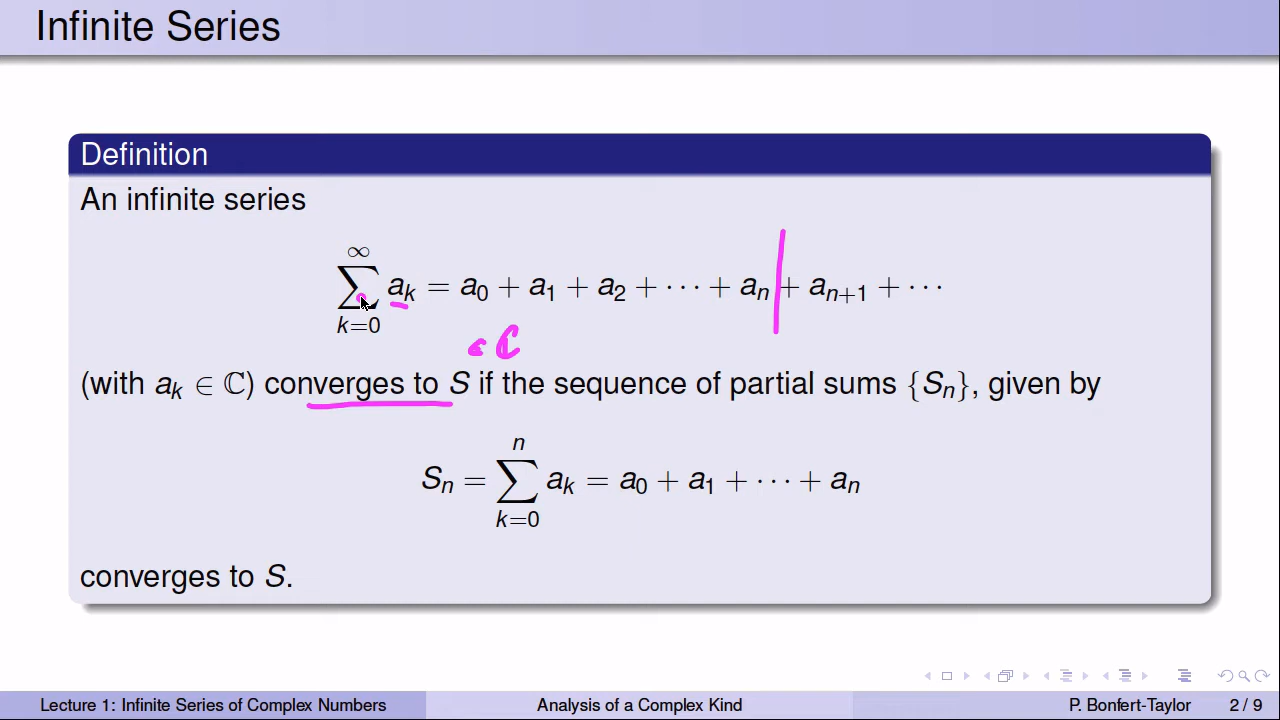 Infinite Series
Definition
An infinite series
∞
∑ a_k = a_0 + a_1 + a_2 + ⋯ + a_n + a_{n+1} + ⋯
k=0
∈ ℂ
(with a_k ∈ ℂ) converges to S if the sequence of partial sums {S_n}, given by
n
S_n = ∑ a_k = a_0 + a_1 + ⋯ + a_n
k=0
converges to S.
Lecture 1: Infinite Series of Complex Numbers
Analysis of a Complex Kind
P. Bonfert-Taylor
2 / 9